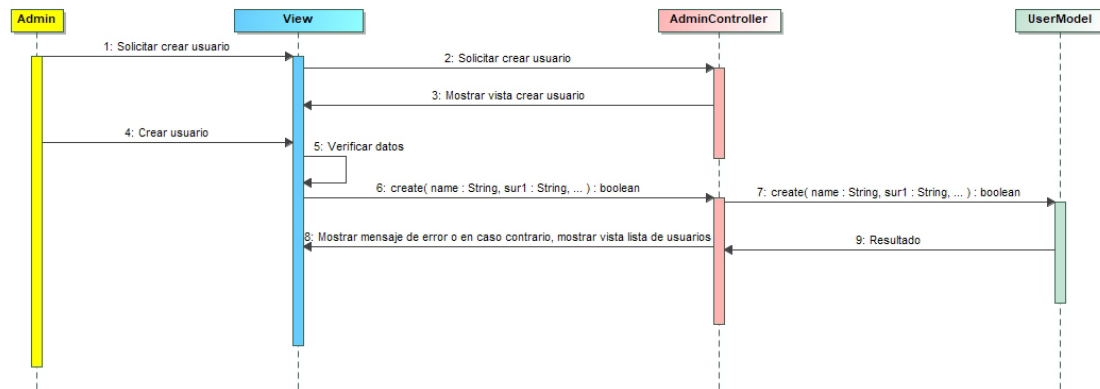 Admin
View
AdminController
UserModel
1: Solicitar crear usuario
2: Solicitar crear usuario
3: Mostrar vista crear usuario
4: Crear usuario
5: Verificar datos
6: create( name : String, sur1 : String, ... ) : boolean
7: create( name : String, sur1 : String, ... ) : boolean
8: Mostrar mensaje de error o en caso contrario, mostrar vista lista de usuarios
9: Resultado